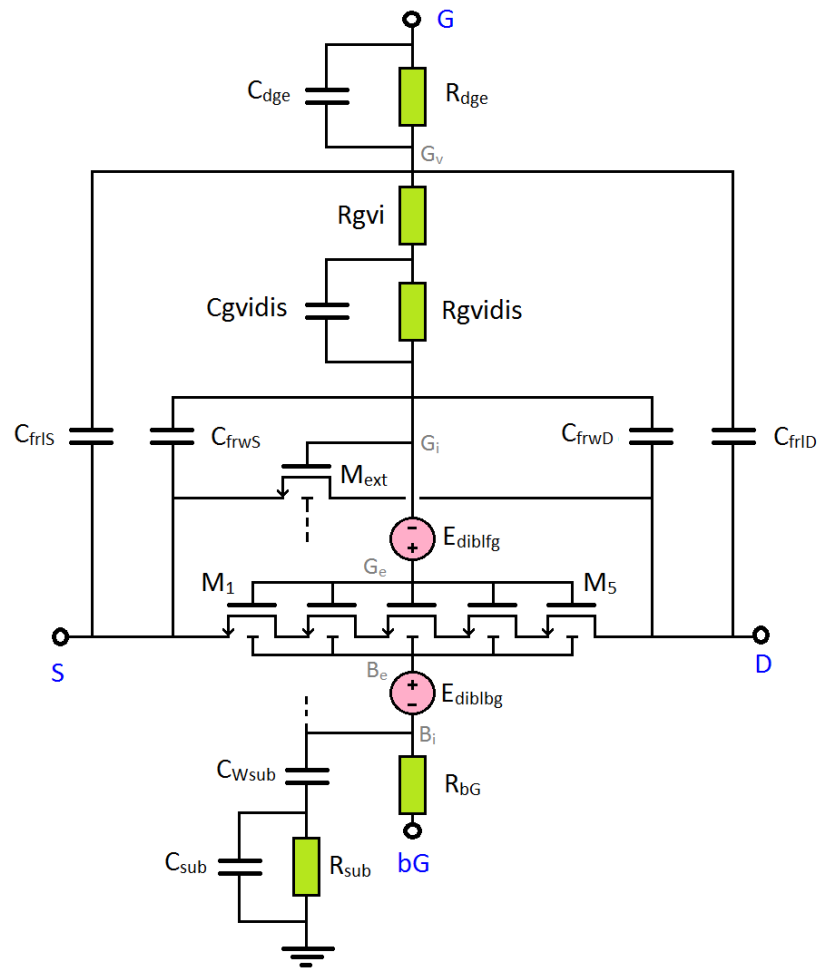 G
Cdge
Rdge
Gv
Rgvi
Cgvidis
Rgvidis
CfrlS
CfrwS
Gi
CfrwD
CfrlD
Mext
Ediblfg
Ge
M1
M5
S
D
Be
Ediblbg
Bi
CWsub
RbG
Csub
Rsub
bG